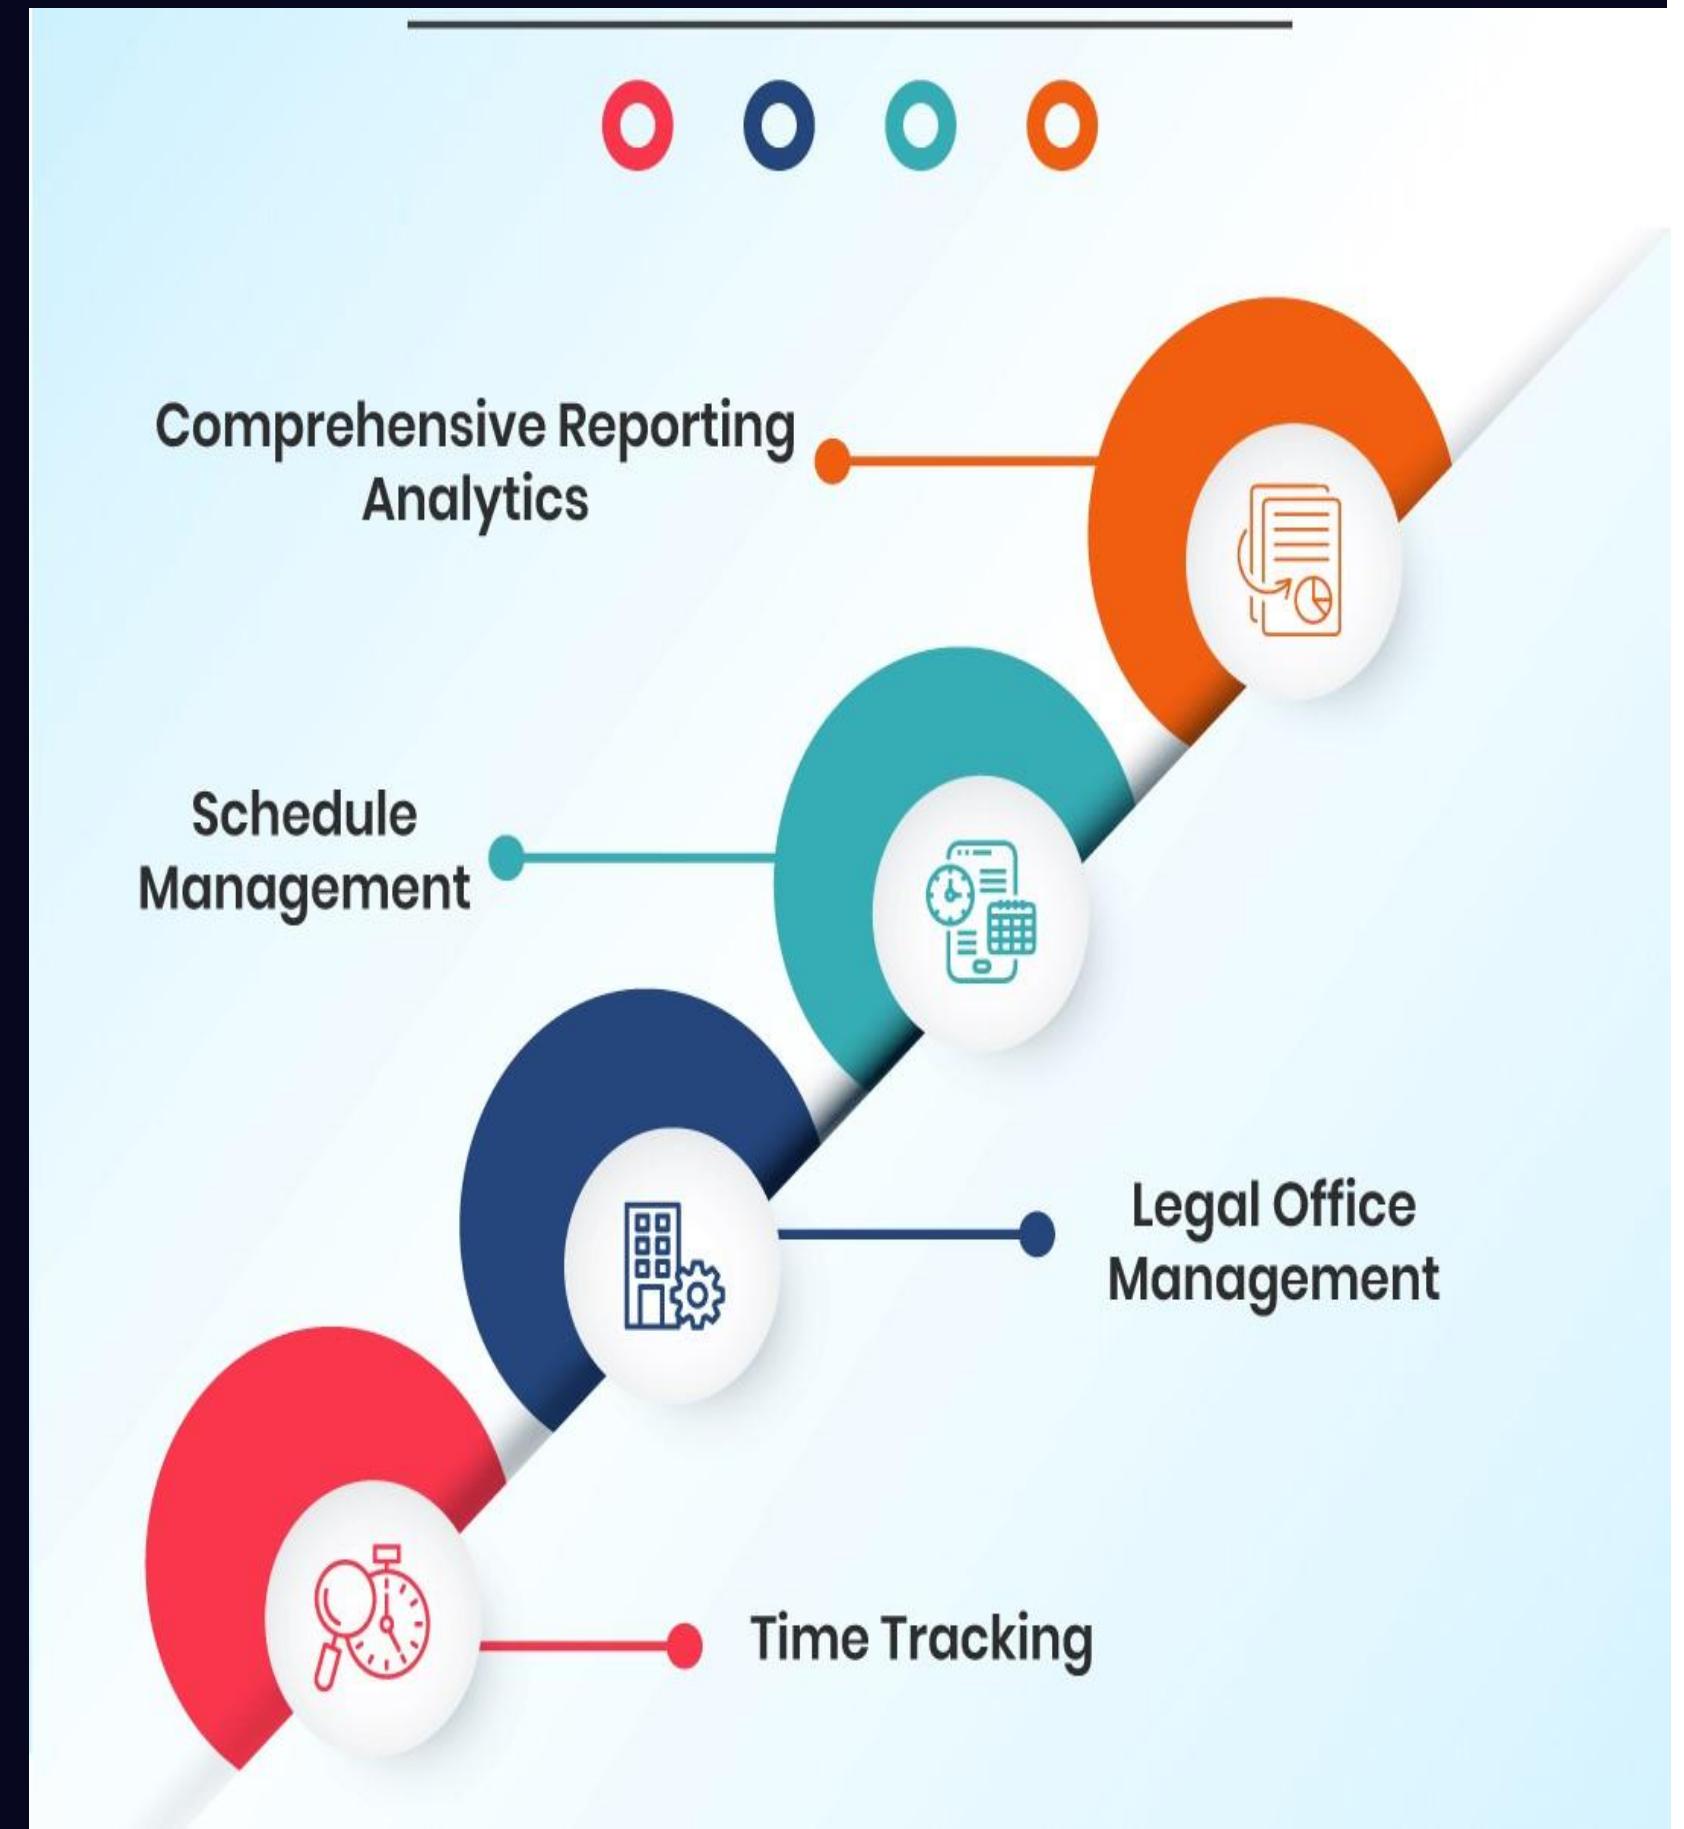 Comprehensive Reporting
Analytics
Schedule
Management
Legal Office
Management
Time Tracking